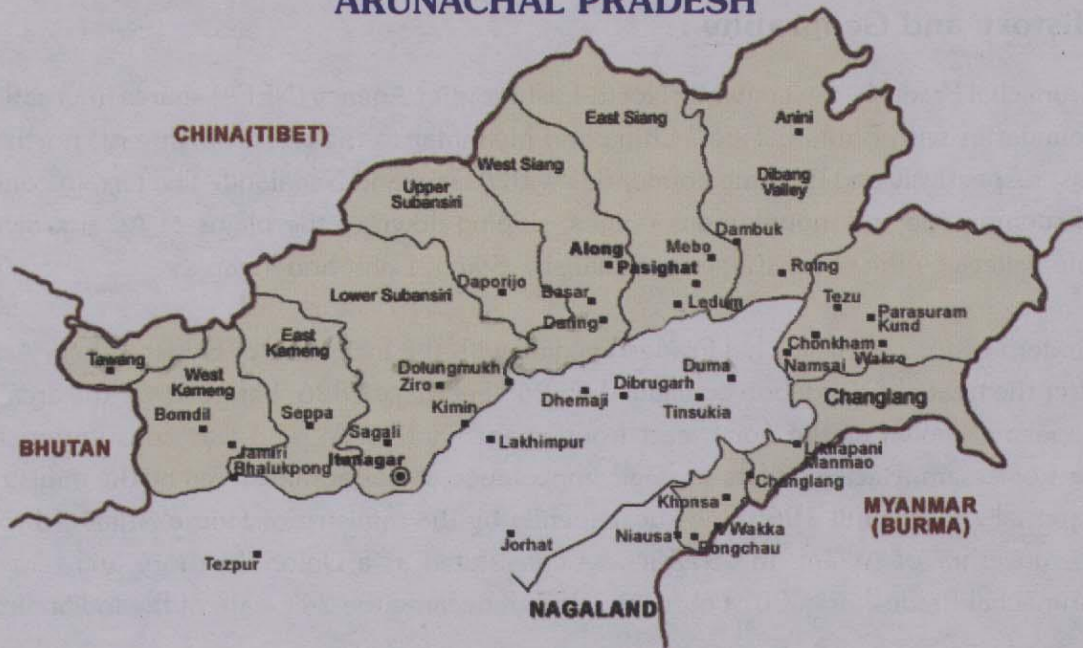 ARUNACHAL PRADESH
CHINA(TIBET)
East Siang
Anini
West Siang
Dibang
Valley
Upper
Subansiri
Dambuk
Along
Mebo
Pasighat
Roing
Daporijo
Lower Subansiri
Basar
Ledum
Tezu
Parasuram
Kund
Daring
East
Kameng
Chonkham
Wakro
Namsai
Tawang
West
Kameng
Dolungmukh
Ziro
Duma
Dibrugarh
Dhemaji
Tinsukia
Changlang
Bomdil
Seppa
Kimin
Sagali
Lakhimpur
BHUTAN
Jamiri
Bhalukpong
Itanagar
Likhapani
Manmao
Changlang
Khonsa
MYANMAR
(BURMA)
Wakka
Niausa
Jorhat
Tezpur
NAGALAND